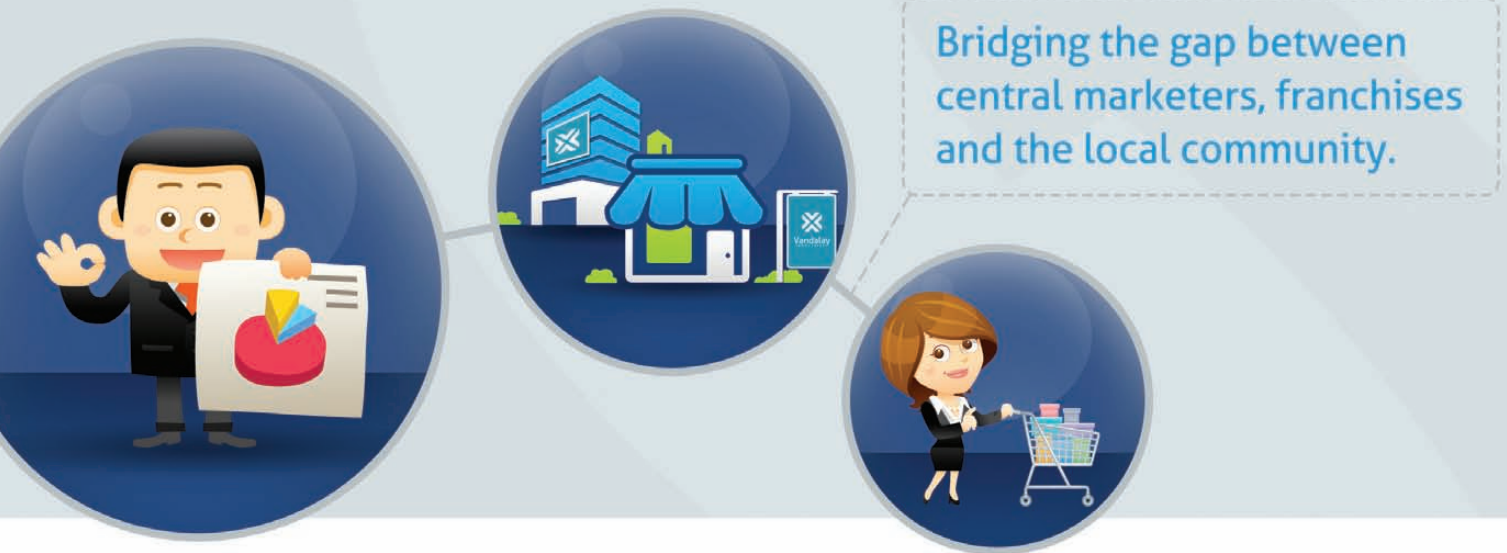 Bridging the gap between
central marketers, franchises
and the local community.
Vandalay